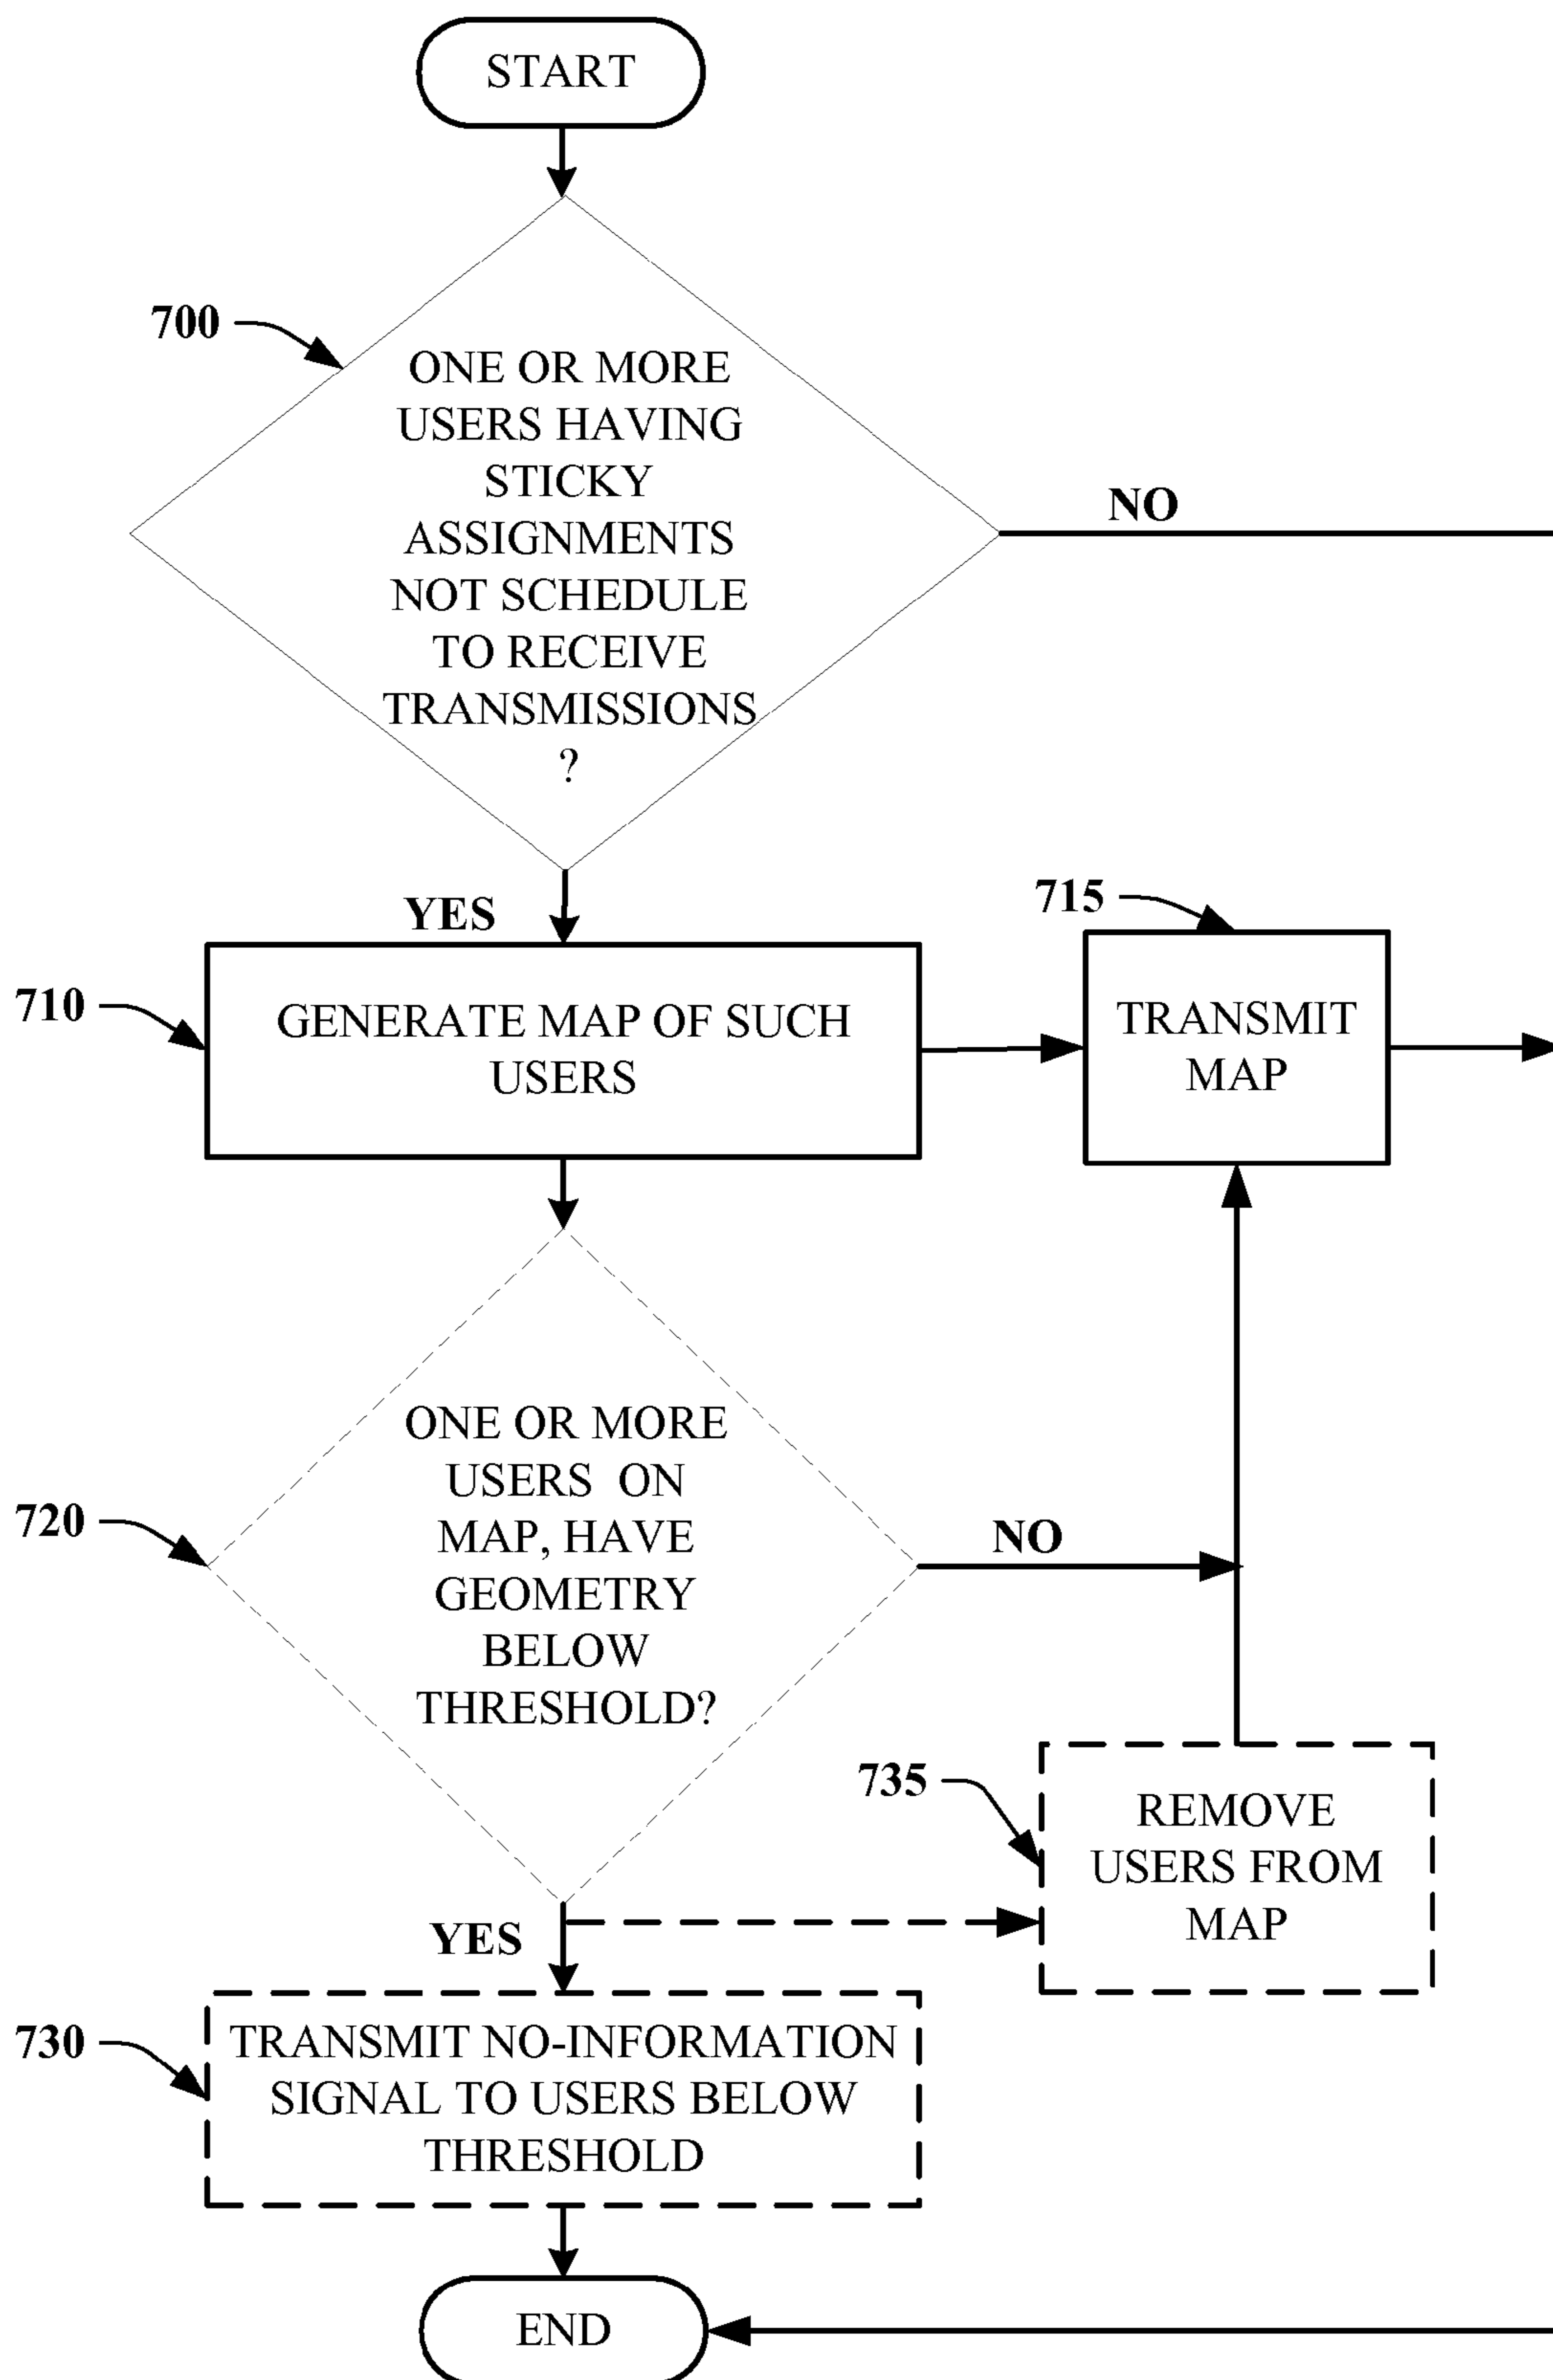 START
700
ONE OR MORE
USERS HAVING
STICKY
ASSIGNMENTS
NOT SCHEDULE
TO RECEIVE
TRANSMISSIONS
?
NO
YES
710
GENERATE MAP OF SUCH
USERS
715
TRANSMIT
MAP
720
ONE OR MORE
USERS ON
MAP, HAVE
GEOMETRY
BELOW
THRESHOLD?
NO
YES
735
REMOVE
USERS FROM
MAP
730
TRANSMIT NO-INFORMATION
SIGNAL TO USERS BELOW
THRESHOLD
END